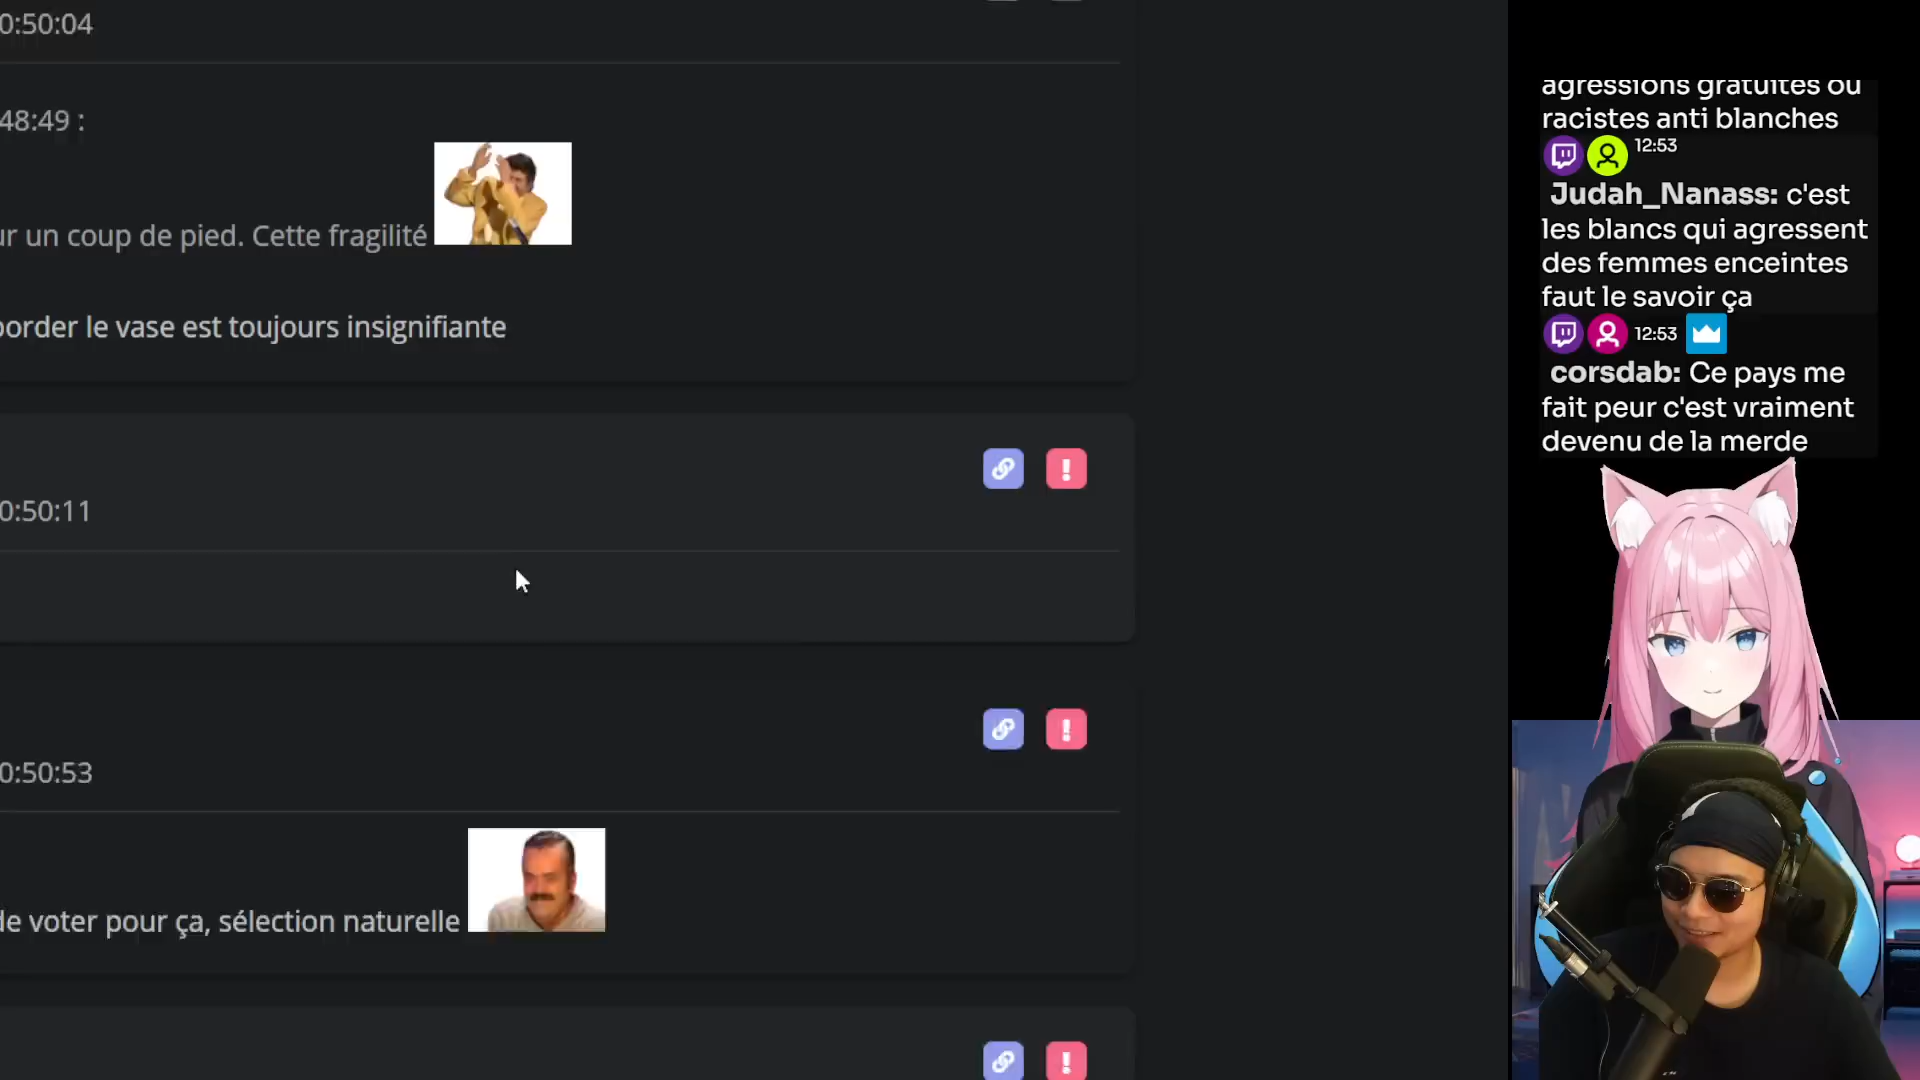 0:50:04
48:49 :
ur un coup de pied. Cette fragilité
border le vase est toujours insignifiante
0:50:11
0:50:53
de voter pour ça, sélection naturelle
agressions gratuites ou
racistes anti blanches
12:53
Judah_Nanass: c'est
les blancs qui agressent
des femmes enceintes
faut le savoir ça
12:53
corsdab: Ce pays me
fait peur c'est vraiment
devenu de la merde